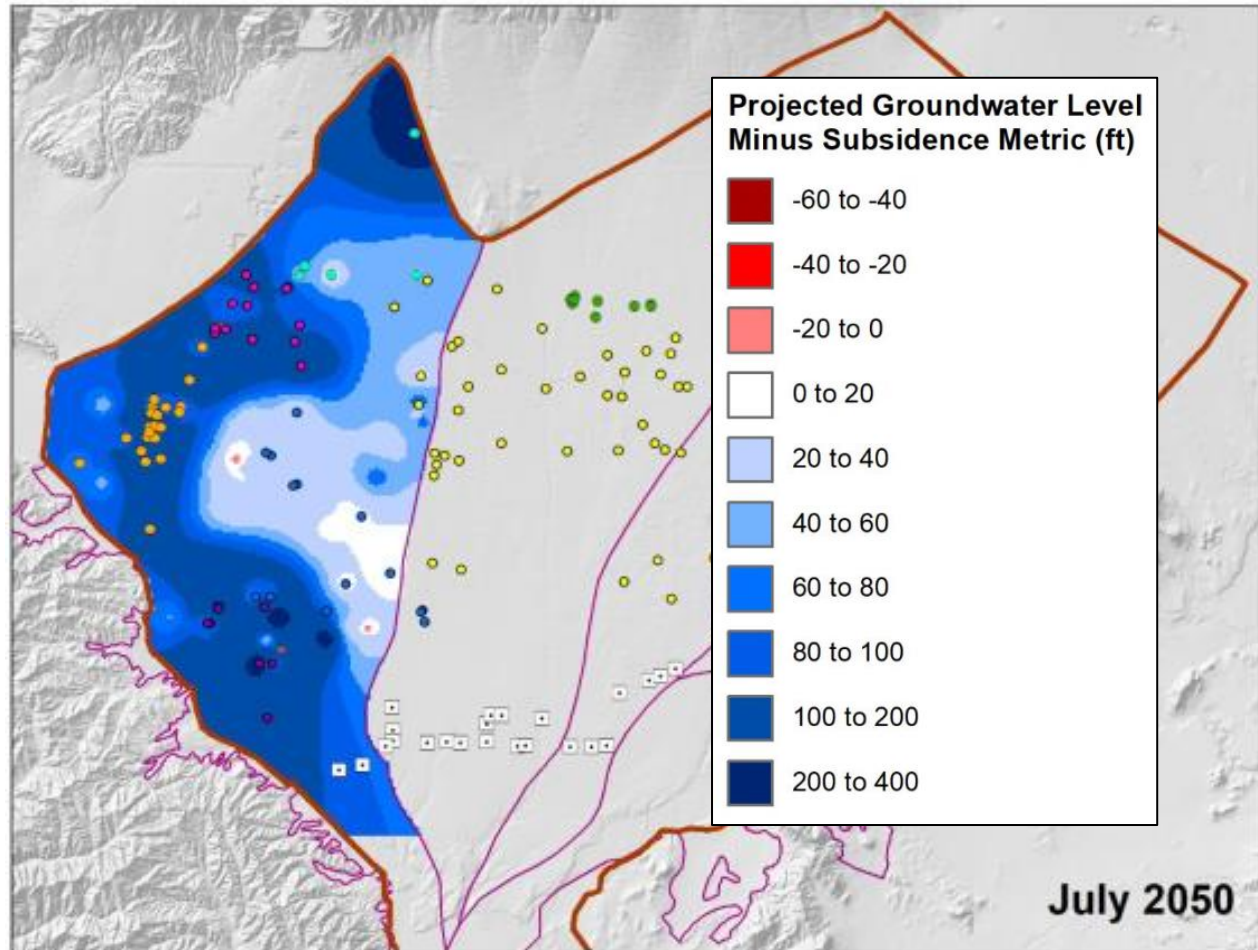 Projected Groundwater Level
Minus Subsidence Metric (ft)
-60 to -40
-40 to -20
-20 to 0
0 to 20
20 to 40
40 to 60
60 to 80
80 to 100
100 to 200
200 to 400
July 2050